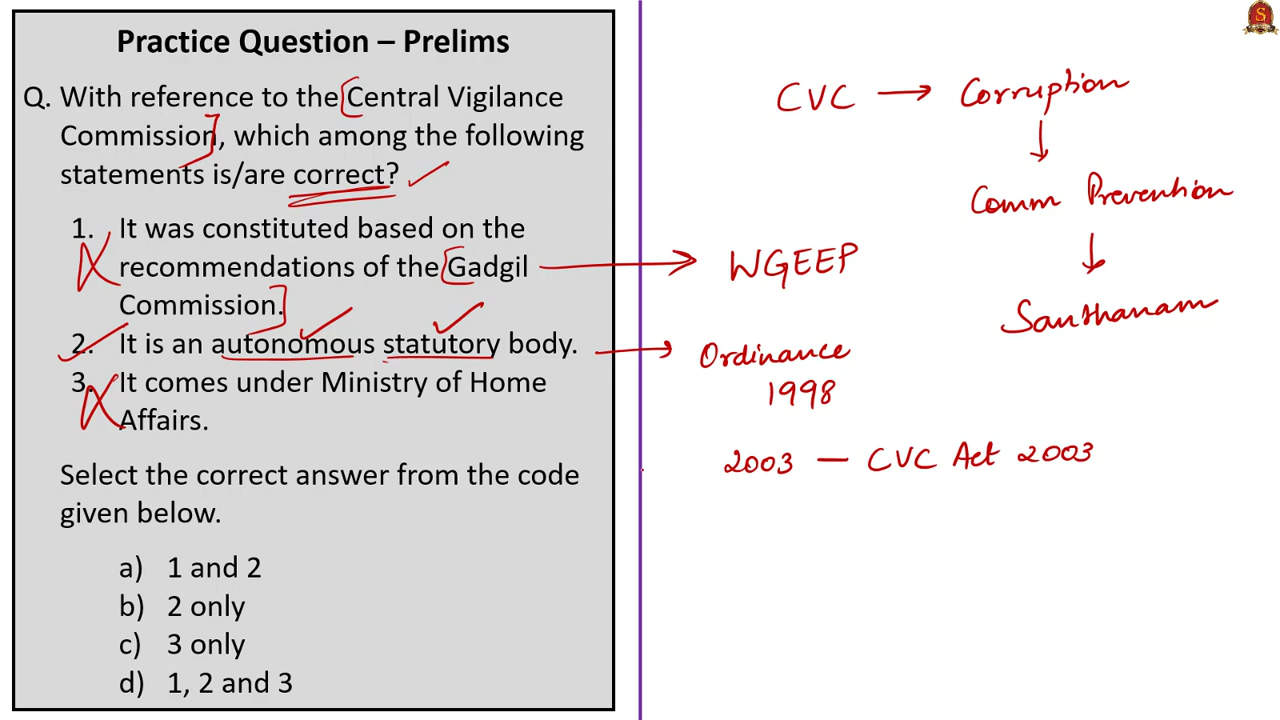 Practice Question – Prelims
Q. With reference to the Central Vigilance
Commission, which among the following
statements is/are correct?
1. It was constituted based on the
recommendations of the Gadgil
Commission.
2. It is an autonomous statutory body.
3. It comes under Ministry of Home
Affairs.
Select the correct answer from the code
given below.
a) 1 and 2
b) 2 only
c) 3 only
d) 1, 2 and 3
CVC → Corruption
↓
Comm Prevention
↓
Santhanam
WGEEP
Ordinance
1998
2003 — CVC Act 2003
S